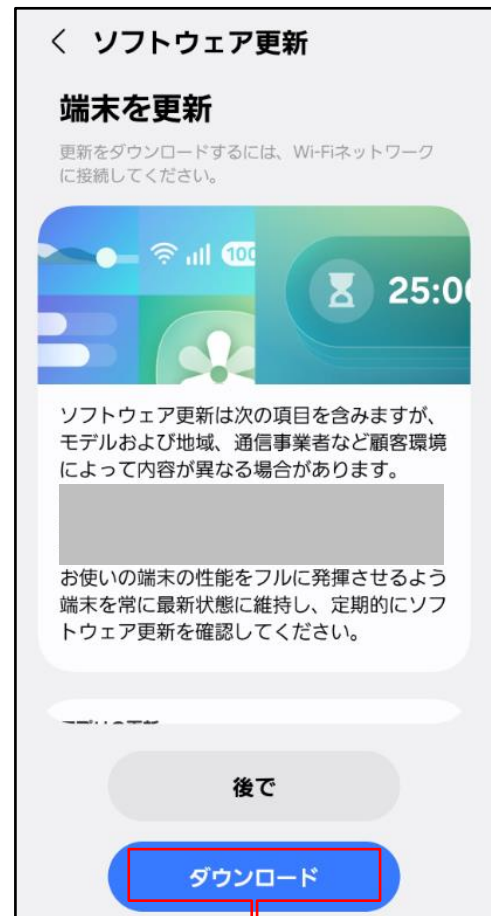 ソフトウェア更新
端末を更新
更新をダウンロードするには、Wi-Fiネットワーク
に接続してください。
100
25:00
ソフトウェア更新は次の項目を含みますが、
モデルおよび地域、通信事業者など顧客環境
によって内容が異なる場合があります。
お使いの端末の性能をフルに発揮させるよう
端末を常に最新状態に維持し、定期的にソフ
トウェア更新を確認してください。
後で
ダウンロード